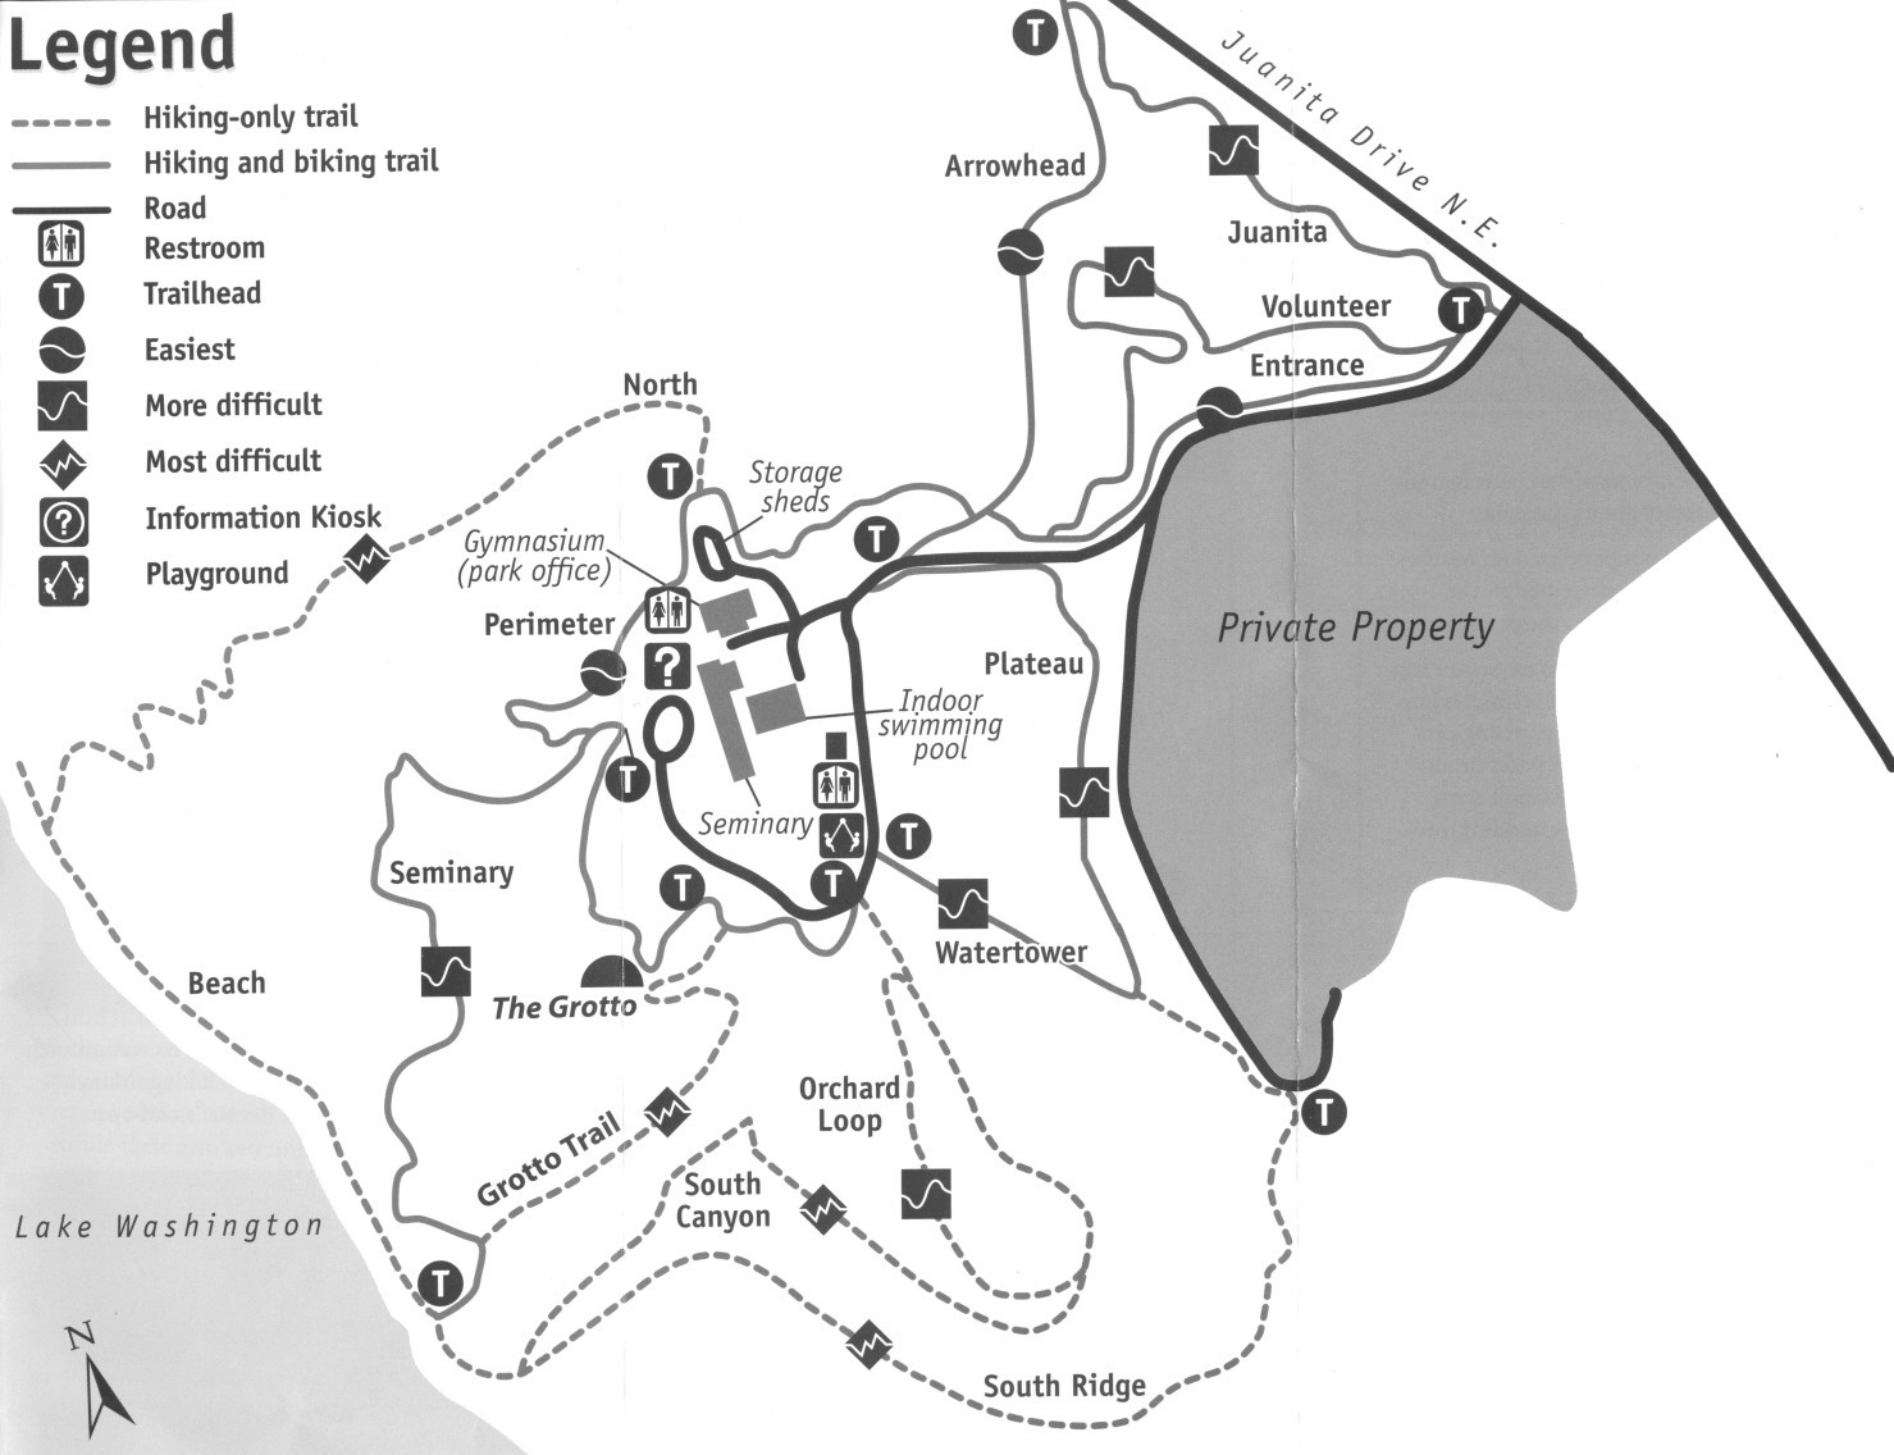 Legend
Hiking-only trail
Hiking and biking trail
Road
Restroom
T Trailhead
Easiest
More difficult
Most difficult
? Information Kiosk
Playground
T
Juanita Drive N.E.
Arrowhead
Juanita
Volunteer
T
Entrance
North
T
Storage
sheds
T
Gymnasium
(park office)
Perimeter
?
Private Property
Plateau
Indoor
swimming
pool
T
Seminary
T
Seminary
T
T
Watertower
Beach
The Grotto
Orchard
Loop
T
Grotto Trail
South
Canyon
Lake Washington
T
N
South Ridge